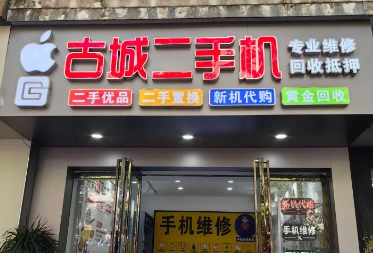 古城二手机
专业维修
回收抵押
二手优品 二手置换 新机代购 黄金回收
手机维修
新机代购
手机维修